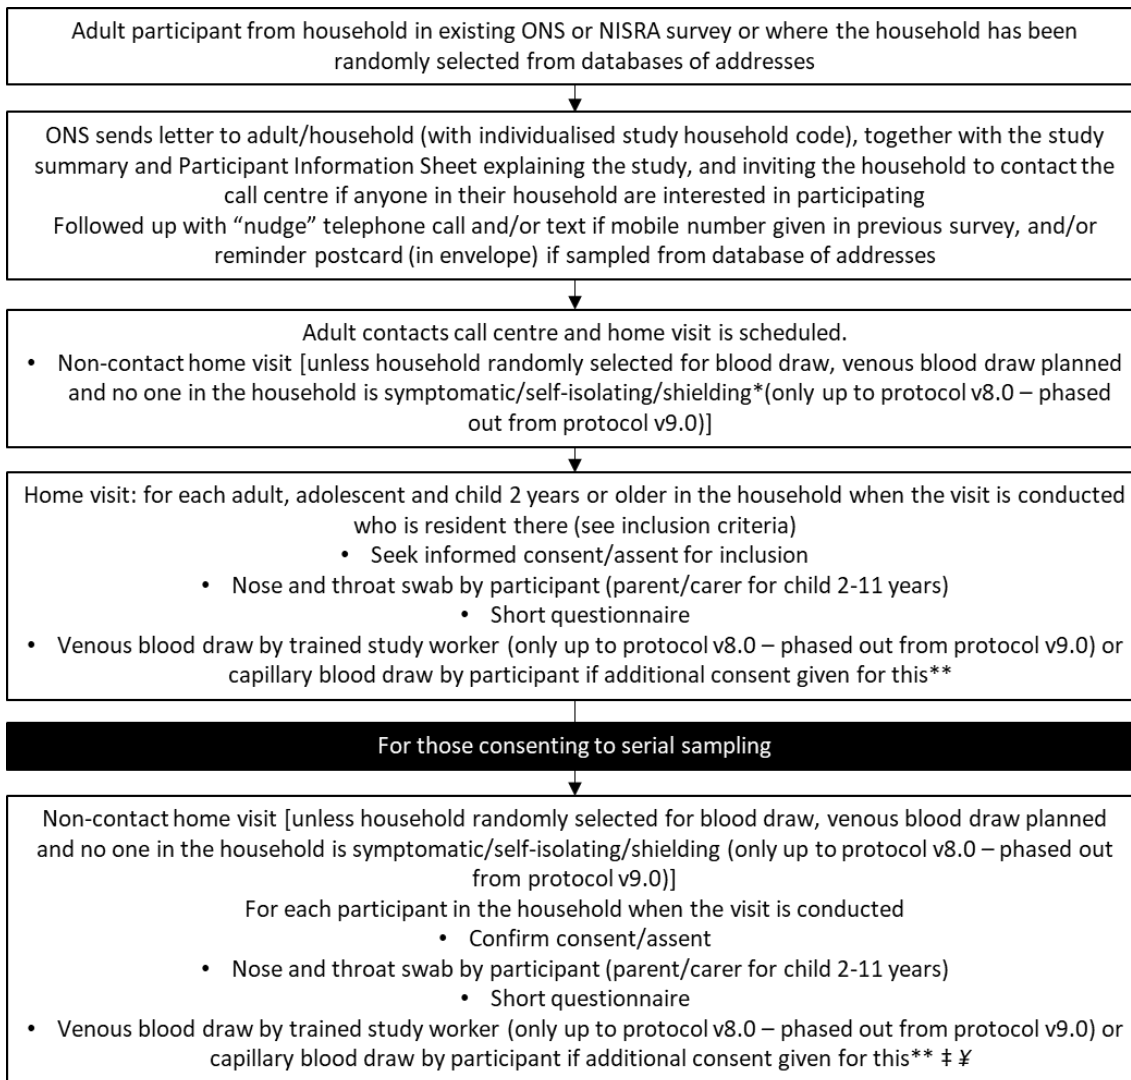 Adult participant from household in existing ONS or NISRA survey or where the household has been
randomly selected from databases of addresses
ONS sends letter to adult/household (with individualised study household code), together with the study
summary and Participant Information Sheet explaining the study, and inviting the household to contact the
call centre if anyone in their household are interested in participating
Followed up with “nudge” telephone call and/or text if mobile number given in previous survey, and/or
reminder postcard (in envelope) if sampled from database of addresses
Adult contacts call centre and home visit is scheduled.
• Non-contact home visit [unless household randomly selected for blood draw, venous blood draw planned
and no one in the household is symptomatic/self-isolating/shielding*(only up to protocol v8.0 – phased
out from protocol v9.0)]
Home visit: for each adult, adolescent and child 2 years or older in the household when the visit is conducted
who is resident there (see inclusion criteria)
• Seek informed consent/assent for inclusion
• Nose and throat swab by participant (parent/carer for child 2-11 years)
• Short questionnaire
• Venous blood draw by trained study worker (only up to protocol v8.0 – phased out from protocol v9.0) or
capillary blood draw by participant if additional consent given for this**
For those consenting to serial sampling
Non-contact home visit [unless household randomly selected for blood draw, venous blood draw planned
and no one in the household is symptomatic/self-isolating/shielding (only up to protocol v8.0 – phased out
from protocol v9.0)]
For each participant in the household when the visit is conducted
• Confirm consent/assent
• Nose and throat swab by participant (parent/carer for child 2-11 years)
• Short questionnaire
• Venous blood draw by trained study worker (only up to protocol v8.0 – phased out from protocol v9.0) or
capillary blood draw by participant if additional consent given for this** ‡ ¥